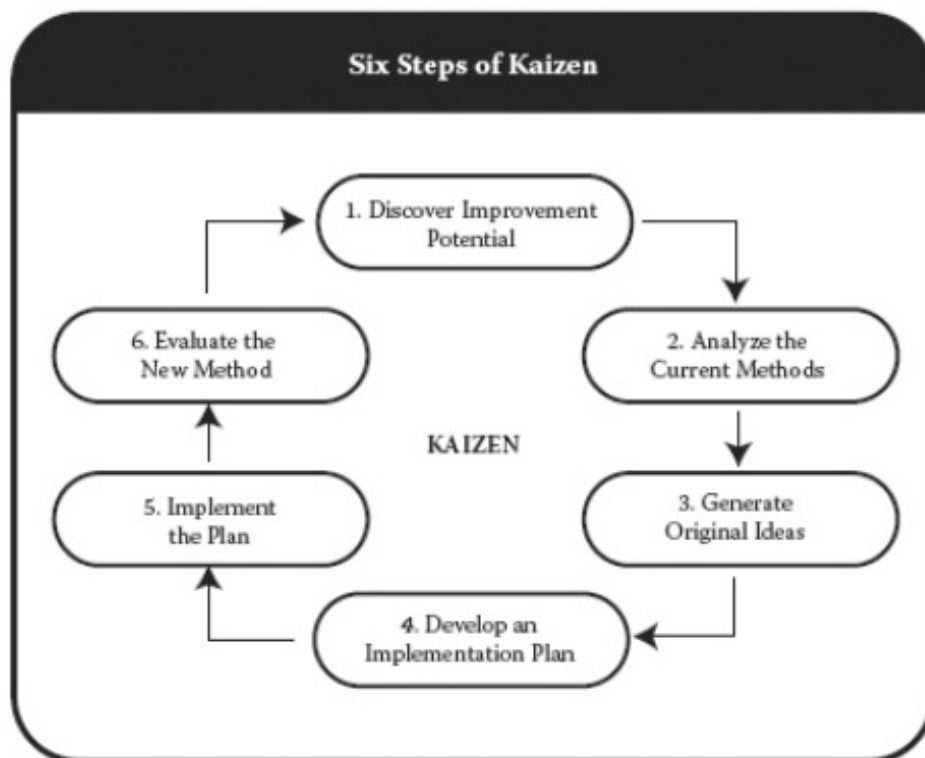 Six Steps of Kaizen
1. Discover Improvement
Potential
2. Analyze the
Current Methods
3. Generate
Original Ideas
4. Develop an
Implementation Plan
5. Implement
the Plan
6. Evaluate the
New Method
KAIZEN